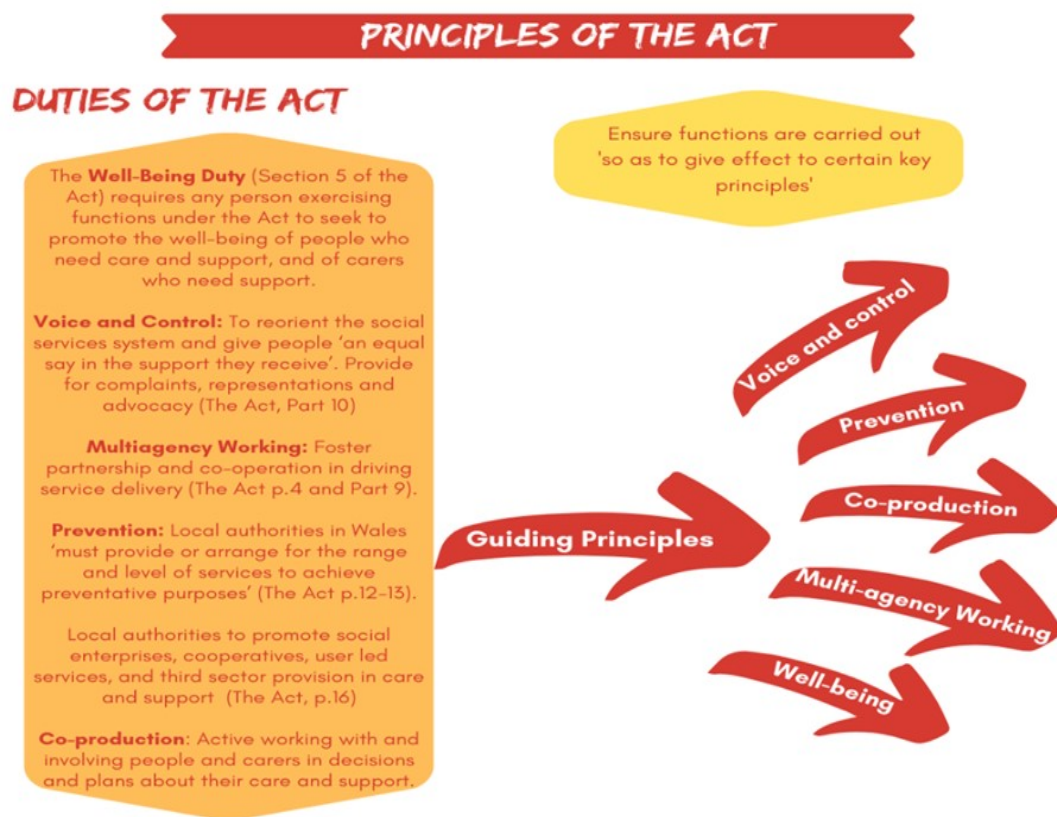 PRINCIPLES OF THE ACT
DUTIES OF THE ACT
The Well-Being Duty (Section 5 of the
Act) requires any person exercising
functions under the Act to seek to
promote the well-being of people who
need care and support, and of carers
who need support.
Voice and Control: To reorient the social
services system and give people ‘an equal
say in the support they receive’. Provide
for complaints, representations and
advocacy (The Act, Part 10)
Multiagency Working: Foster
partnership and co-operation in driving
service delivery (The Act p.4 and Part 9).
Prevention: Local authorities in Wales
‘must provide or arrange for the range
and level of services to achieve
preventative purposes’ (The Act p.12-13).
Local authorities to promote social
enterprises, cooperatives, user led
services, and third sector provision in care
and support (The Act, p.16)
Co-production: Active working with and
involving people and carers in decisions
and plans about their care and support.
Ensure functions are carried out
'so as to give effect to certain key
principles'
Guiding Principles
Voice and control
Prevention
Co-production
Multi-agency Working
Well-being